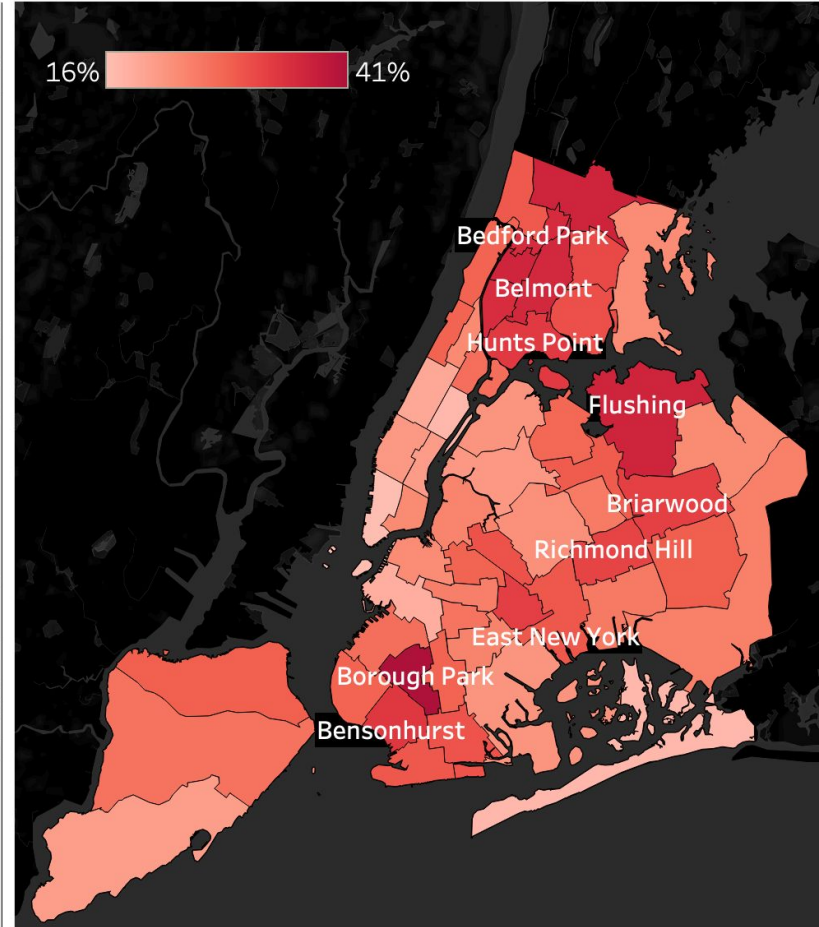 16% 41%
Bedford Park
Belmont
Hunts Point
Flushing
Briarwood
Richmond Hill
East New York
Borough Park
Bensonhurst